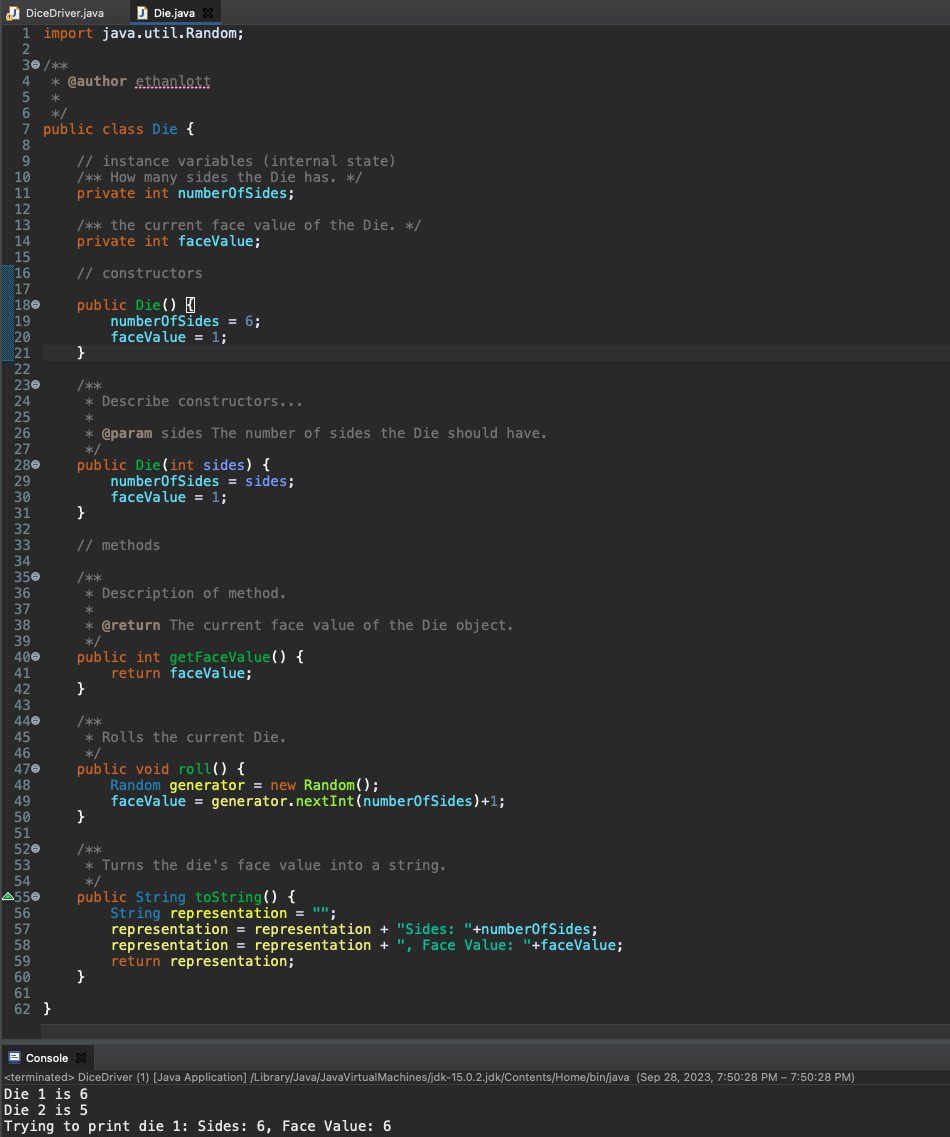 DiceDriver.java Die.java
1 import java.util.Random;
2
3 /**
4 * @author ethanlott
5 *
6 */
7 public class Die {
8
9 // instance variables (internal state)
10 /** How many sides the Die has. */
11 private int numberOfSides;
12
13 /** the current face value of the Die. */
14 private int faceValue;
15
16 // constructors
17
18 public Die() {
19 numberOfSides = 6;
20 faceValue = 1;
21 }
22
23 /**
24 * Describe constructors...
25 *
26 * @param sides The number of sides the Die should have.
27 */
28 public Die(int sides) {
29 numberOfSides = sides;
30 faceValue = 1;
31 }
32
33 // methods
34
35 /**
36 * Description of method.
37 *
38 * @return The current face value of the Die object.
39 */
40 public int getFaceValue() {
41 return faceValue;
42 }
43
44 /**
45 * Rolls the current Die.
46 */
47 public void roll() {
48 Random generator = new Random();
49 faceValue = generator.nextInt(numberOfSides)+1;
50 }
51
52 /**
53 * Turns the die's face value into a string.
54 */
55 public String toString() {
56 String representation = "";
57 representation = representation + "Sides: "+numberOfSides;
58 representation = representation + ", Face Value: "+faceValue;
59 return representation;
60 }
61
62 }
Console
<terminated> DiceDriver (1) [Java Application] /Library/Java/JavaVirtualMachines/jdk-15.0.2.jdk/Contents/Home/bin/java (Sep 28, 2023, 7:50:28 PM – 7:50:28 PM)
Die 1 is 6
Die 2 is 5
Trying to print die 1: Sides: 6, Face Value: 6